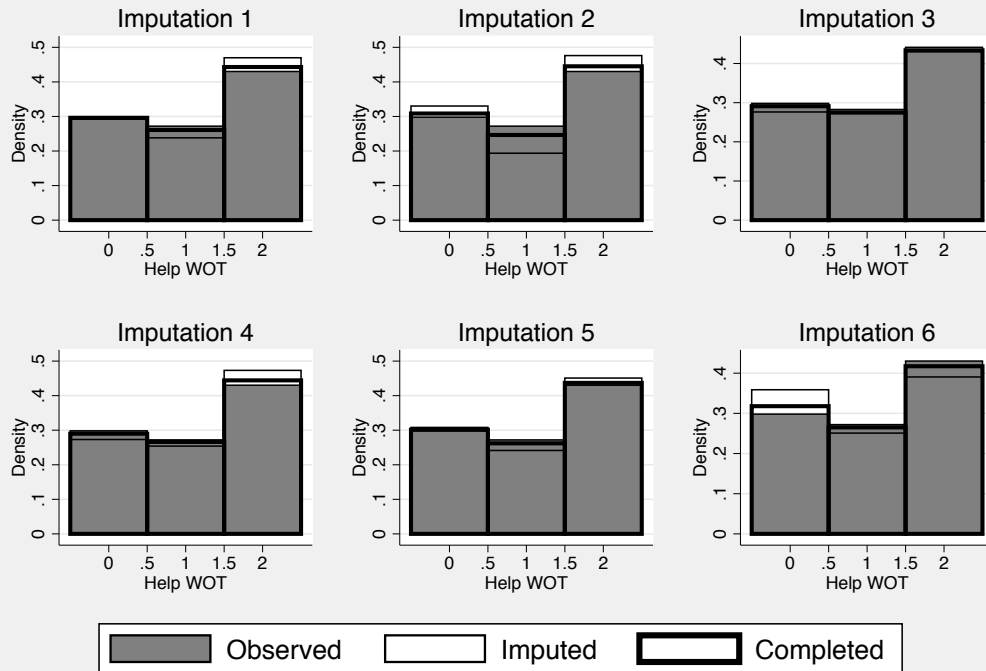 Imputation 1
Density
0 .1 .2 .3 .4 .5
0 .5 1 1.5 2
Help WOT
Imputation 2
Density
0 .1 .2 .3 .4 .5
0 .5 1 1.5 2
Help WOT
Imputation 3
Density
0 .1 .2 .3 .4
0 .5 1 1.5 2
Help WOT
Imputation 4
Density
0 .1 .2 .3 .4 .5
0 .5 1 1.5 2
Help WOT
Imputation 5
Density
0 .1 .2 .3 .4 .5
0 .5 1 1.5 2
Help WOT
Imputation 6
Density
0 .1 .2 .3 .4
0 .5 1 1.5 2
Help WOT
Observed Imputed Completed